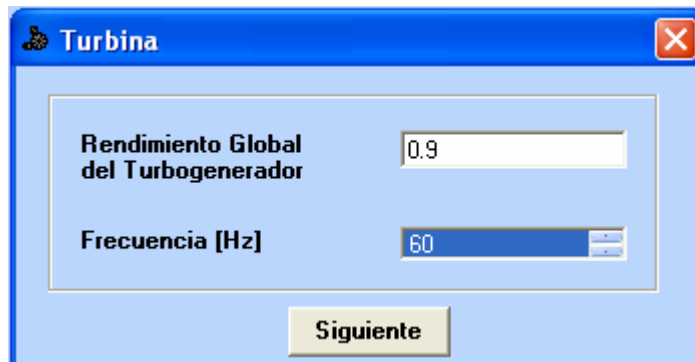 Turbina
Rendimiento Global
del Turbogenerador
0.9
Frecuencia [Hz]
60
Siguiente